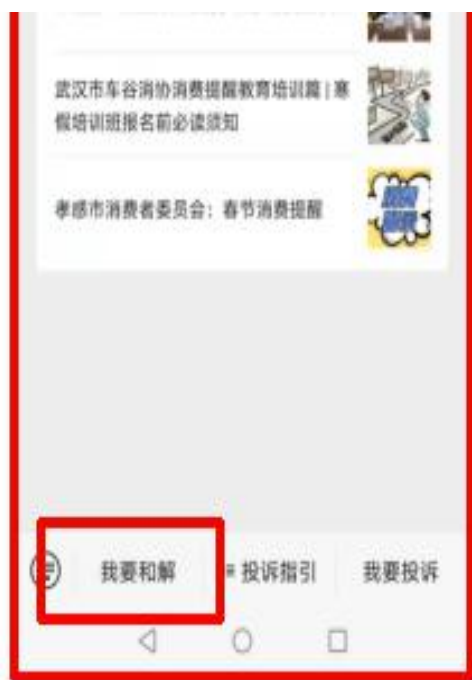 武汉市车谷消协消费提醒教育培训篇 | 寒
假培训班报名前必读须知
孝感市消费者委员会：春节消费提醒
我要和解
≡ 投诉指引
我要投诉